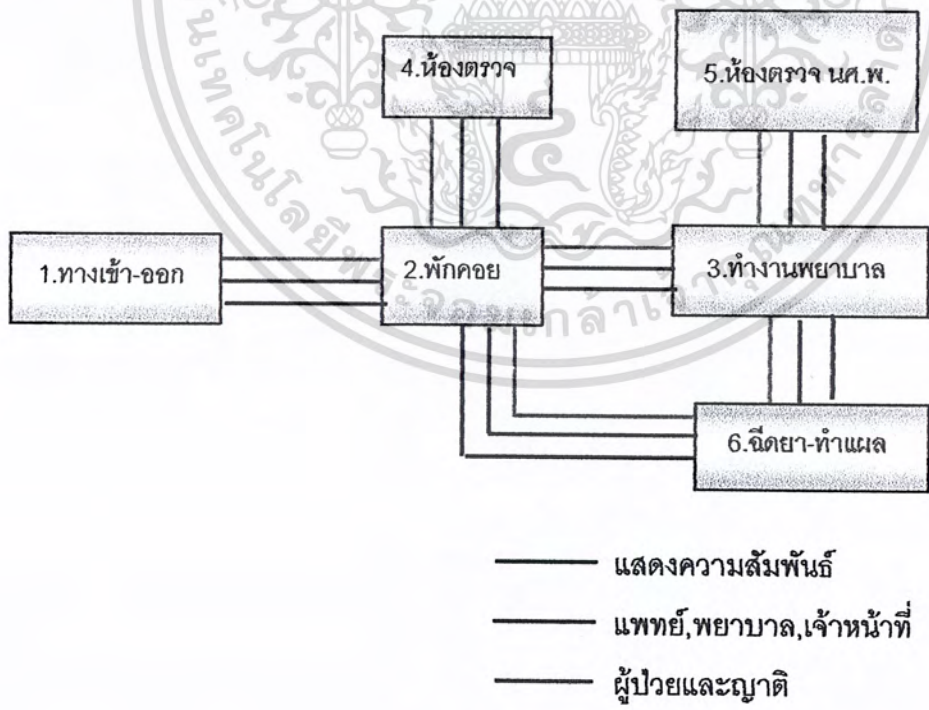 4.ห้องตรวจ
5.ห้องตรวจ นศ.พ.
1.ทางเข้า-ออก
2.พักคอย
3.ทำงานพยาบาล
6.ฉีดยา-ทำแผล
แสดงความสัมพันธ์
แพทย์,พยาบาล,เจ้าหน้าที่
ผู้ป่วยและญาติ